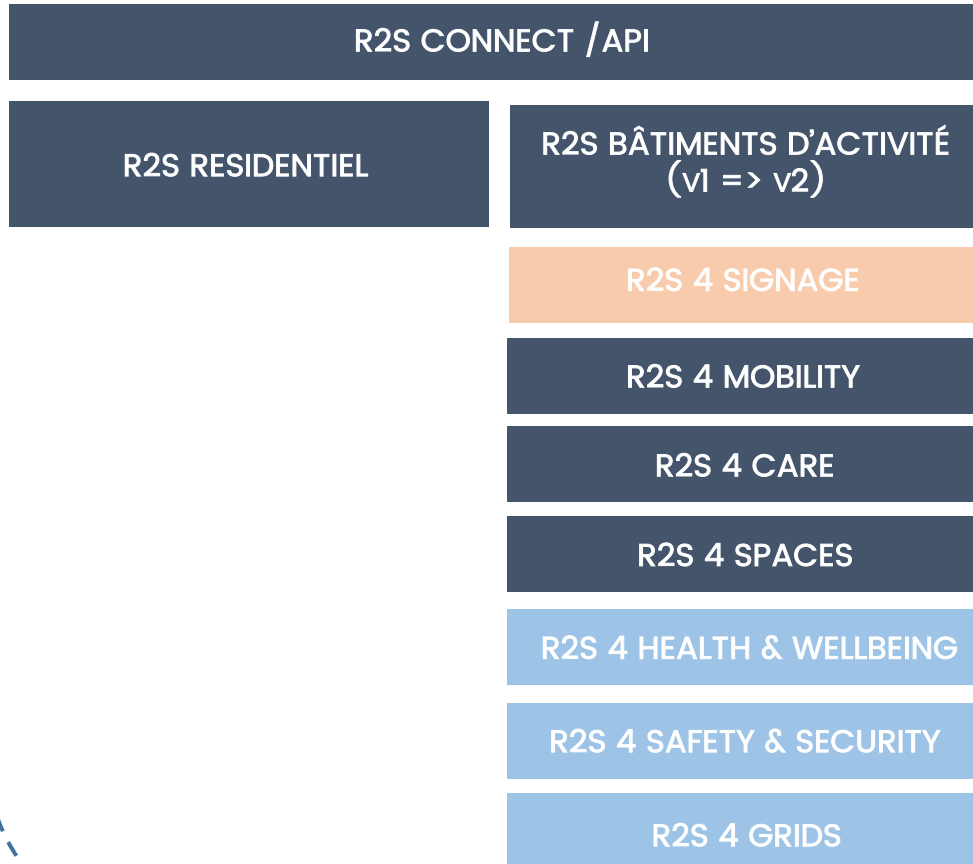 R2S CONNECT /API
R2S RESIDENTIEL
R2S BÂTIMENTS D’ACTIVITÉ
(v1 => v2)
R2S 4 SIGNAGE
R2S 4 MOBILITY
R2S 4 CARE
R2S 4 SPACES
R2S 4 HEALTH & WELLBEING
R2S 4 SAFETY & SECURITY
R2S 4 GRIDS